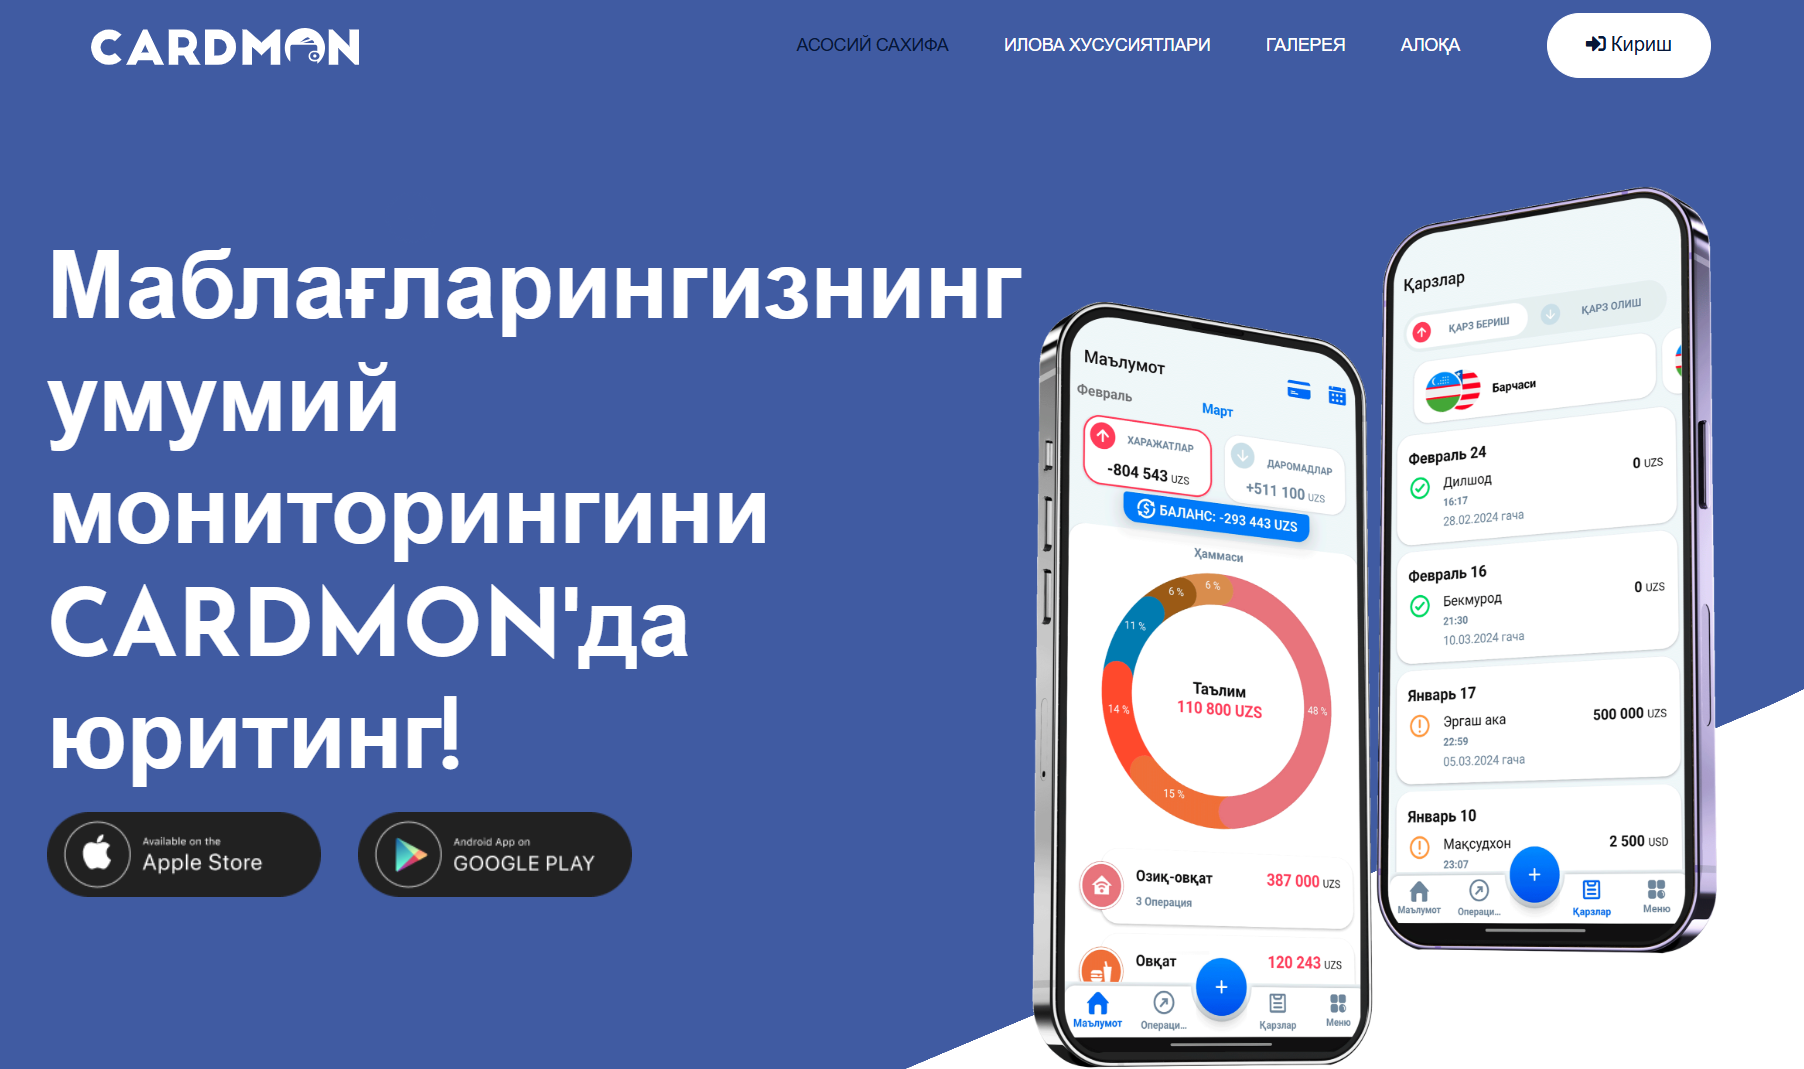 CARDMON
АСОСИЙ САХИФА
ИЛОВА ХУСУСИЯТЛАРИ
ГАЛЕРЕЯ
АЛОҚА
Кириш
Маблағларингизнинг
умумий
мониторингини
CARDMON'да
юритинг!
Available on the
Apple Store
Android App on
GOOGLE PLAY
Маълумот
Февраль
Март
ХАРАЖАТЛАР
-804 543 UZS
ДАРОМАДЛАР
+511 100 UZS
БАЛАНС: -293 443 UZS
Ҳаммаси
6 %
6 %
11 %
14 %
15 %
48 %
Таълим
110 800 UZS
Озиқ-овқат
387 000 UZS
3 Операция
Овқат
120 243 UZS
+
Маълумот
Операци...
Қарзлар
Меню
Қарзлар
ҚАРЗ БЕРИШ
ҚАРЗ ОЛИШ
Барчаси
Февраль 24
0 UZS
Дилшод
16:17
28.02.2024 гача
Февраль 16
0 UZS
Бекмурод
21:30
10.03.2024 гача
Январь 17
500 000 UZS
Эргаш ака
22:59
05.03.2024 гача
Январь 10
2 500 USD
Мақсудхон
23:07
+
Маълумот
Операци...
Қарзлар
Меню